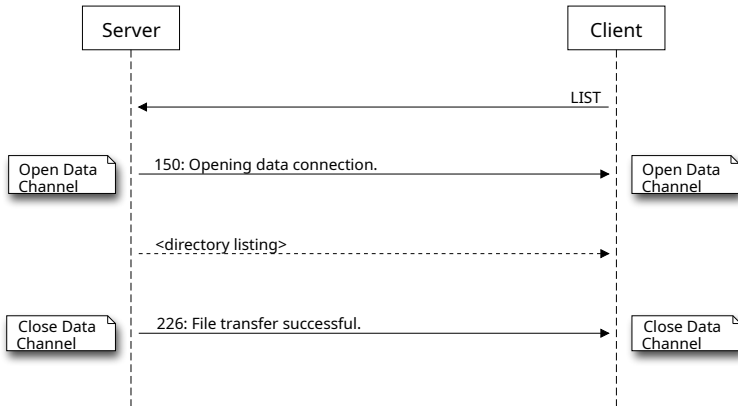 Server
Client
LIST
Open Data
Channel
150: Opening data connection.
Open Data
Channel
<directory listing>
Close Data
Channel
226: File transfer successful.
Close Data
Channel